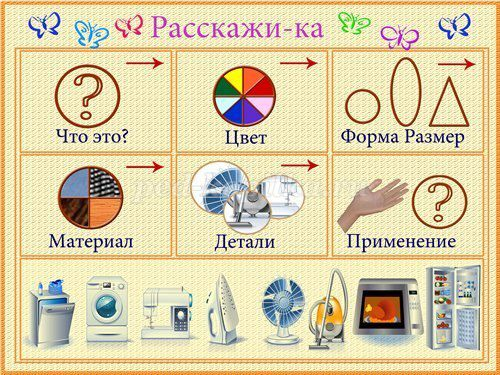 Расскажи-ка
Что это?
Цвет
Форма Размер
Материал
Детали
Применение